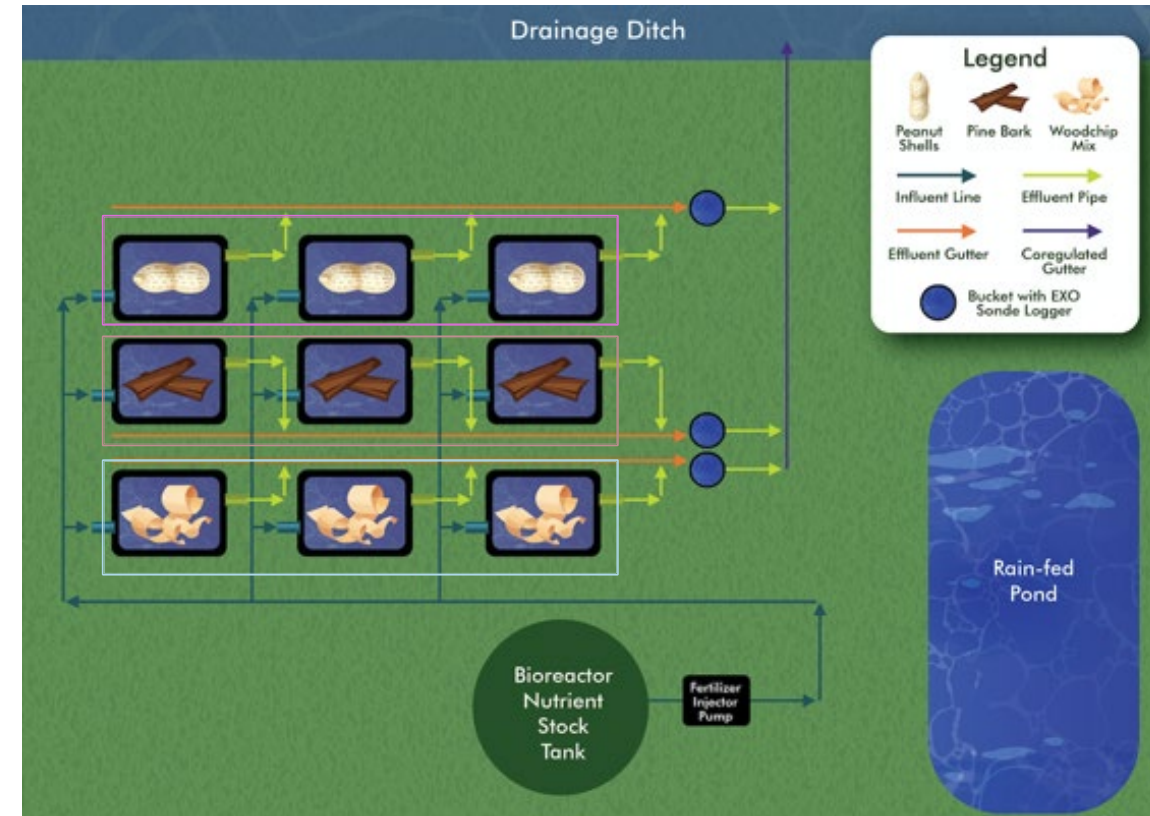 Drainage Ditch
Legend
Peanut
Shells
Pine Bark
Woodchip
Mix
Influent Line
Effluent Pipe
Effluent Gutter
Coregulated
Gutter
Bucket with EXO
Sonde Logger
Rain-fed
Pond
Bioreactor
Nutrient
Stock
Tank
Fertilizer
Injector
Pump